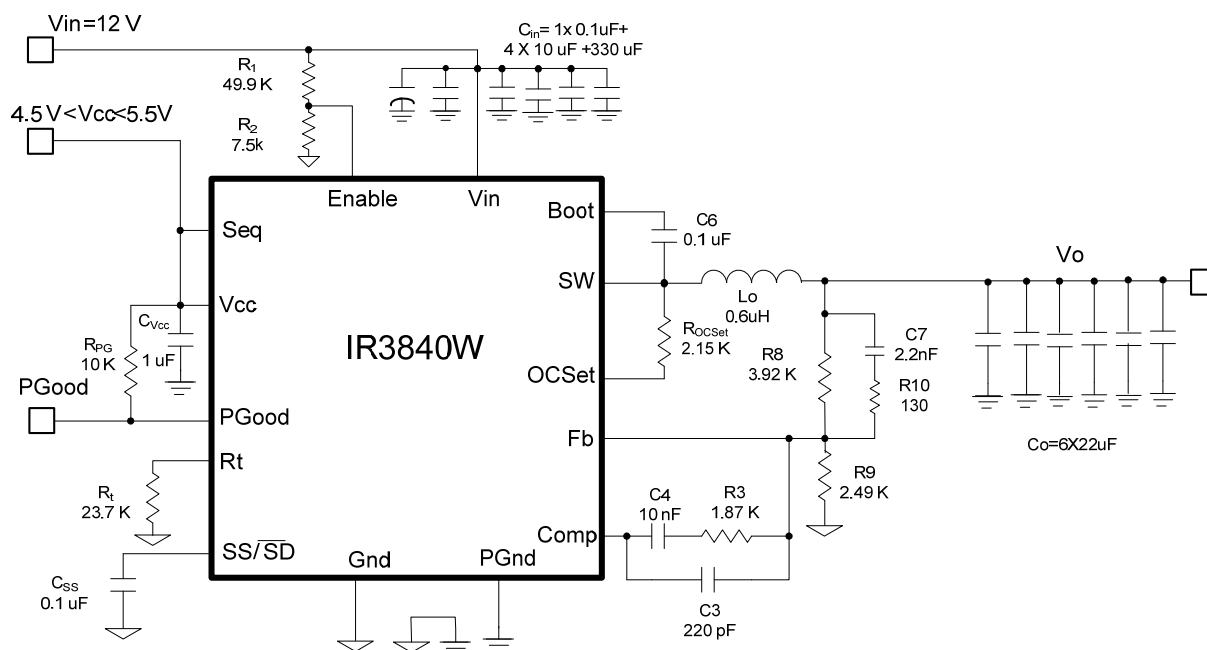 Vin=12 V
Cin= 1x 0.1uF+
4 X 10 uF +330 uF
R1
49.9 K
4.5 V <Vcc<5.5V
R2
7.5k
Enable
Vin
Boot
C6
0.1 uF
Seq
SW
Vo
Lo
0.6uH
Vcc
CVcc
1 uF
RPG
10 K
IR3840W
ROCSet
2.15 K
R8
3.92 K
C7
2.2nF
OCSet
R10
130
PGood
PGood
Fb
Co=6X22uF
Rt
Rt
23.7 K
R9
2.49 K
C4
10 nF
R3
1.87 K
Comp
SS/SD
Gnd
PGnd
CSS
0.1 uF
C3
220 pF